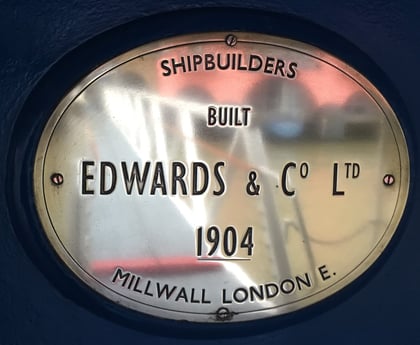 SHIPBUILDERS
BUILT
EDWARDS & Cº LTD
1904
MILLWALL LONDON E.